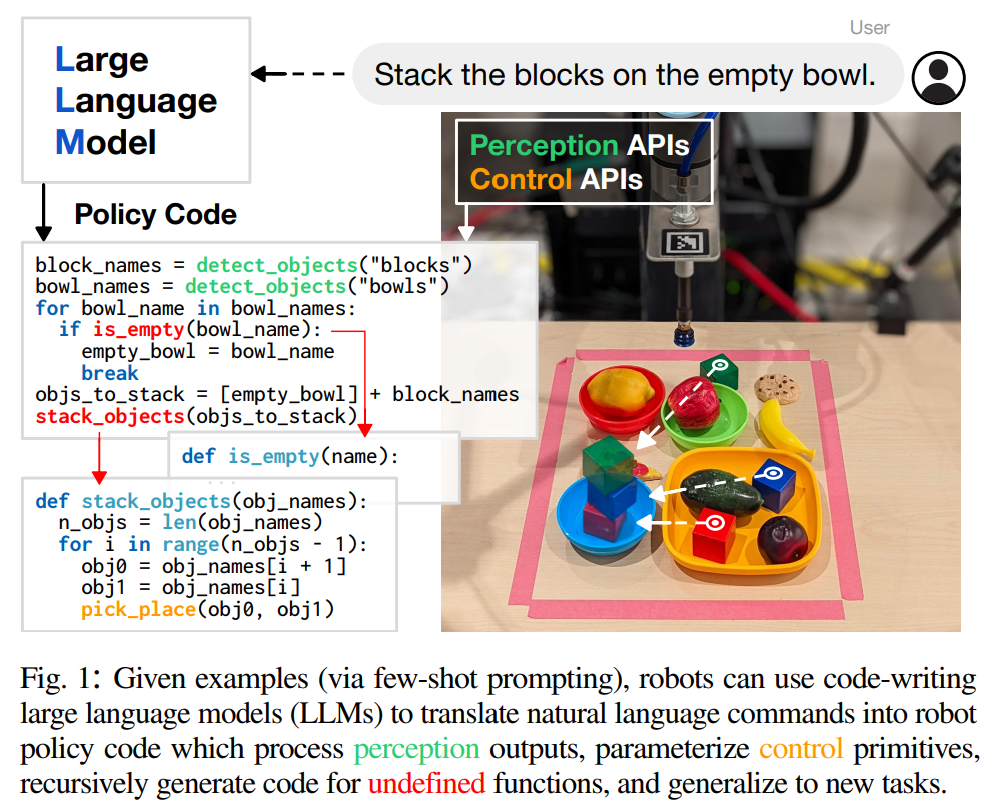 User
Large
Language
Model
Stack the blocks on the empty bowl.
Perception APIs
Control APIs
Policy Code
block_names = detect_objects("blocks")
bowl_names = detect_objects("bowls")
for bowl_name in bowl_names:
  if is_empty(bowl_name):
    empty_bowl = bowl_name
    break
objs_to_stack = [empty_bowl] + block_names
stack_objects(objs_to_stack)
def is_empty(name):
...
def stack_objects(obj_names):
  n_objs = len(obj_names)
  for i in range(n_objs - 1):
    obj0 = obj_names[i + 1]
    obj1 = obj_names[i]
    pick_place(obj0, obj1)
Fig. 1: Given examples (via few-shot prompting), robots can use code-writing
large language models (LLMs) to translate natural language commands into robot
policy code which process perception outputs, parameterize control primitives,
recursively generate code for undefined functions, and generalize to new tasks.